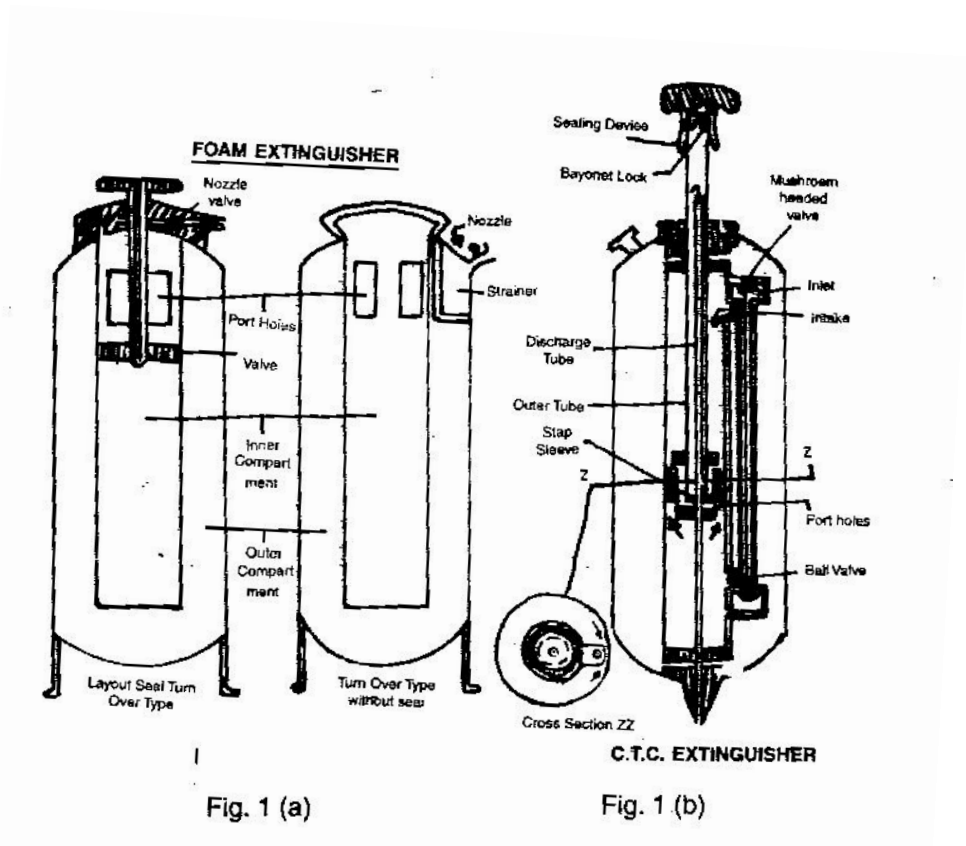 FOAM EXTINGUISHER
Nozzle
valve
Nozzle
Strainer
Port Holes
Valve
Inner
Compart
ment
Outer
Compart
ment
Layout Seal Turn
Over Type
Turn Over Type
without seal
Fig. 1 (a)
Sealing Device
Bayonet Lock
Mushroom
headed
valve
Inlet
Intake
Discharge
Tube
Outer Tube
Stap
Sleeve
Z
Z
Port holes
Ball Valve
Cross Section ZZ
C.T.C. EXTINGUISHER
Fig. 1 (b)